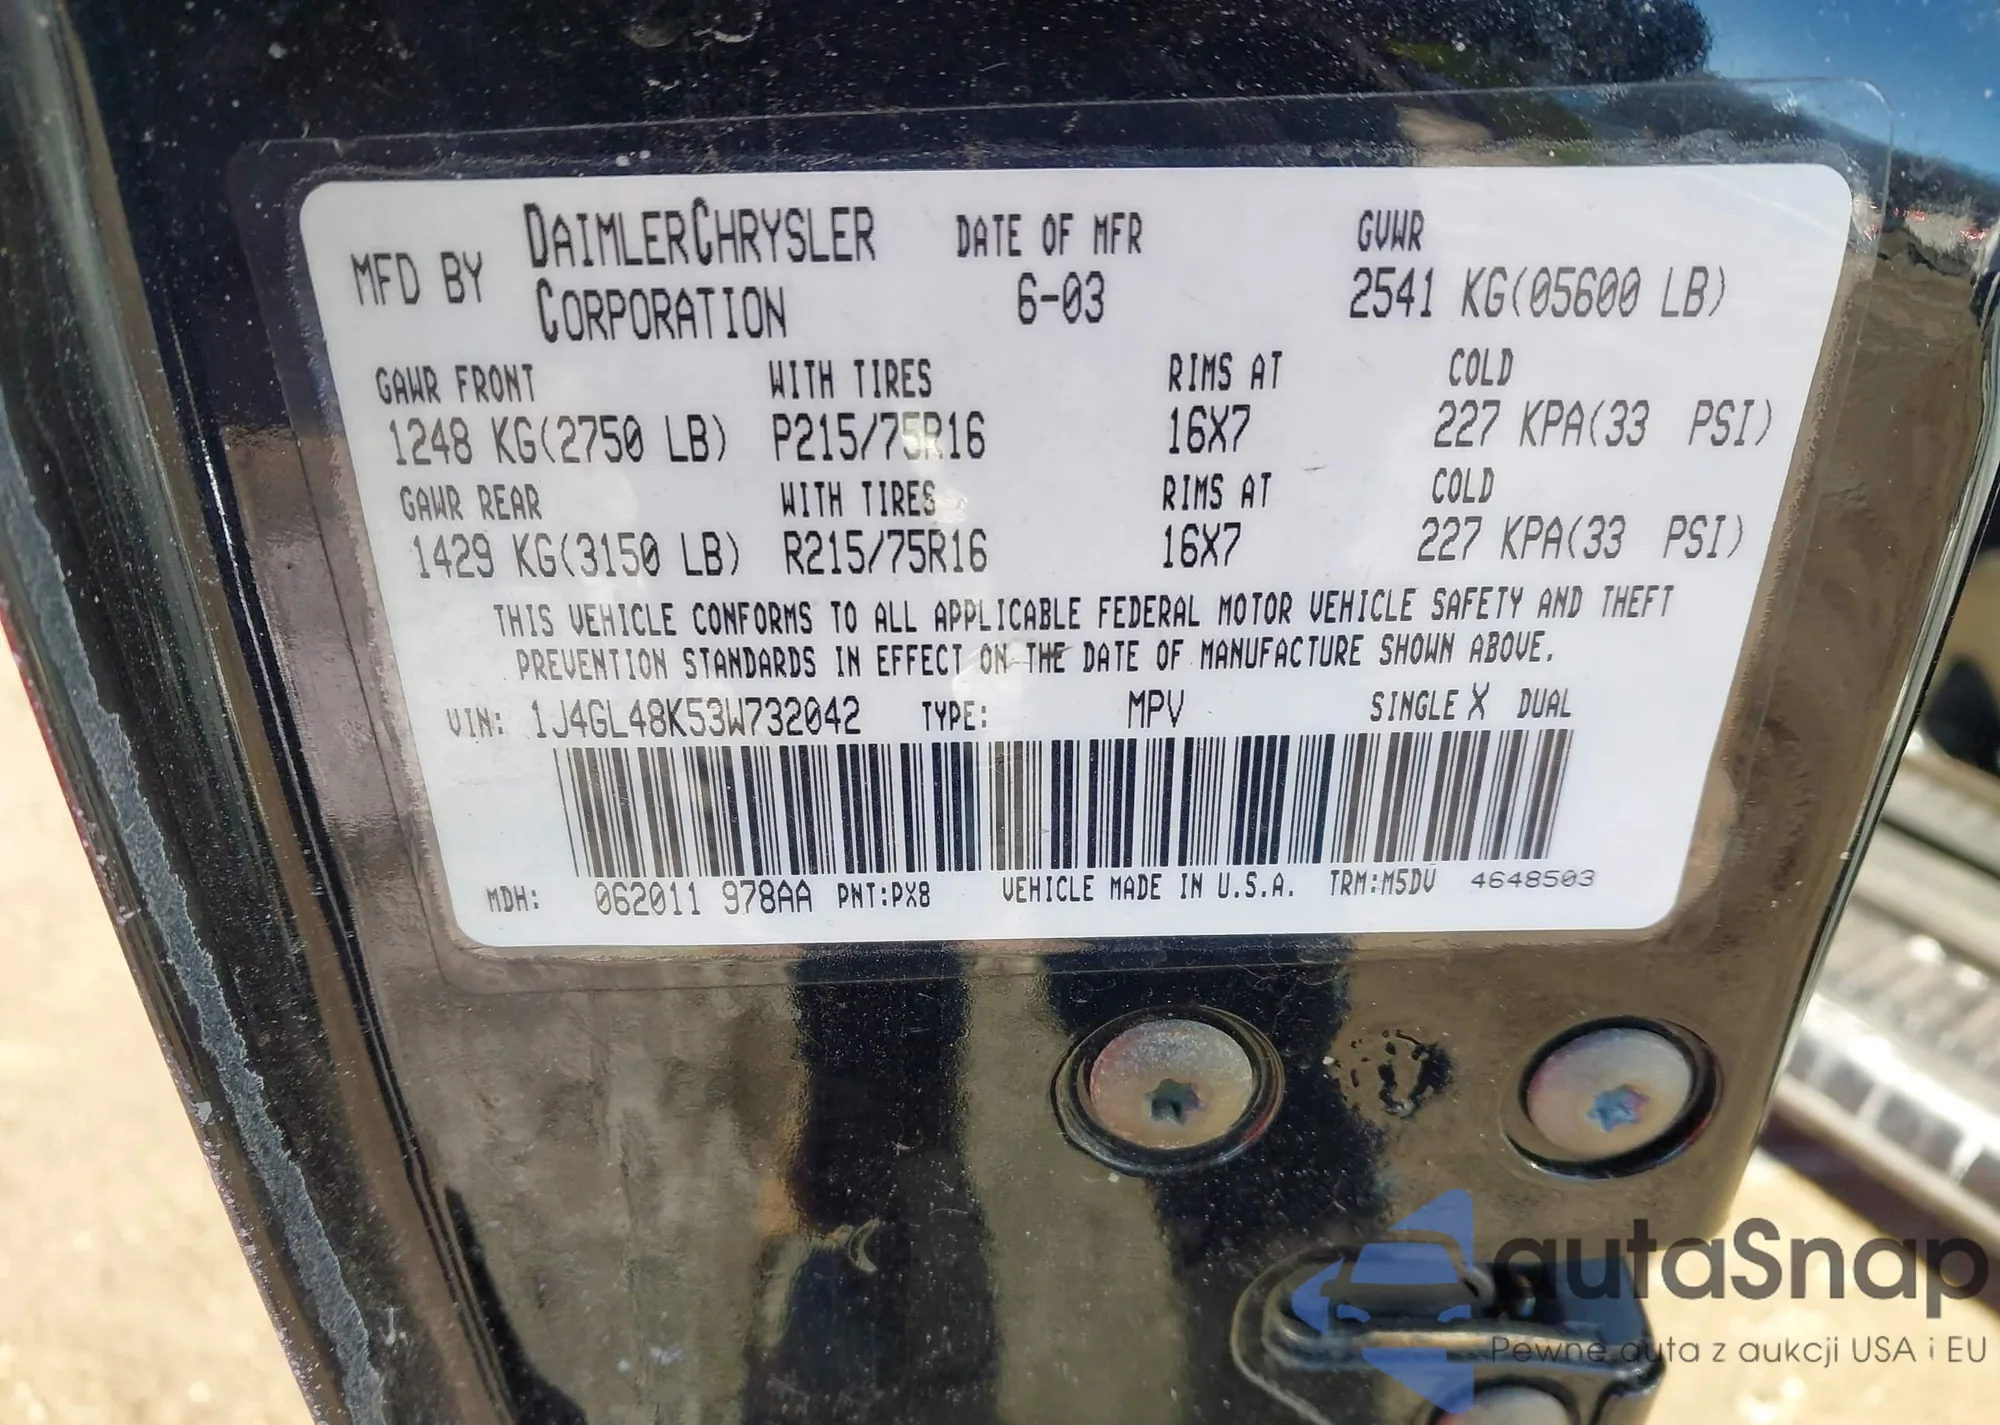 MFD BY DAIMLERCHRYSLER CORPORATION DATE OF MFR 6-03 GVWR 2541 KG(05600 LB)
GAWR FRONT WITH TIRES RIMS AT COLD
1248 KG(2750 LB) P215/75R16 16X7 227 KPA(33 PSI)
GAWR REAR WITH TIRES RIMS AT COLD
1429 KG(3150 LB) R215/75R16 16X7 227 KPA(33 PSI)
THIS VEHICLE CONFORMS TO ALL APPLICABLE FEDERAL MOTOR VEHICLE SAFETY AND THEFT
PREVENTION STANDARDS IN EFFECT ON THE DATE OF MANUFACTURE SHOWN ABOVE.
VIN: 1J4GL48K53W732042 TYPE: MPV SINGLE X DUAL
MDH: 062011 978AA PNT:PX8 VEHICLE MADE IN U.S.A. TRM:M5DV 4648503
autaSnap
Pewne auta z aukcji USA i EU